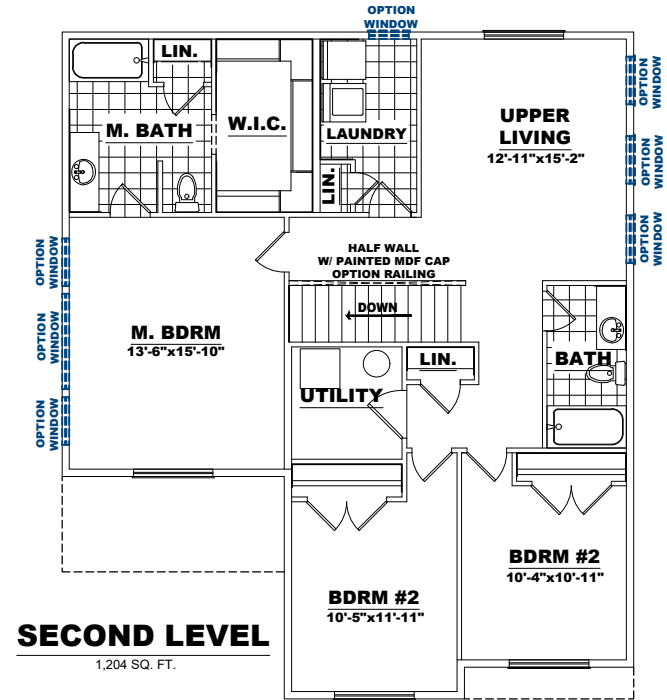 OPTION
WINDOW
LIN.
M. BATH
W.I.C.
LAUNDRY
LIN.
UPPER
LIVING
12'-11"x15'-2"
OPTION
WINDOW
OPTION
WINDOW
OPTION
WINDOW
OPTION
WINDOW
OPTION
WINDOW
OPTION
WINDOW
HALF WALL
W/ PAINTED MDF CAP
OPTION RAILING
DOWN
M. BDRM
13'-6"x15'-10"
LIN.
BATH
UTILITY
BDRM #2
10'-4"x10'-11"
BDRM #2
10'-5"x11'-11"
SECOND LEVEL
1,204 SQ. FT.